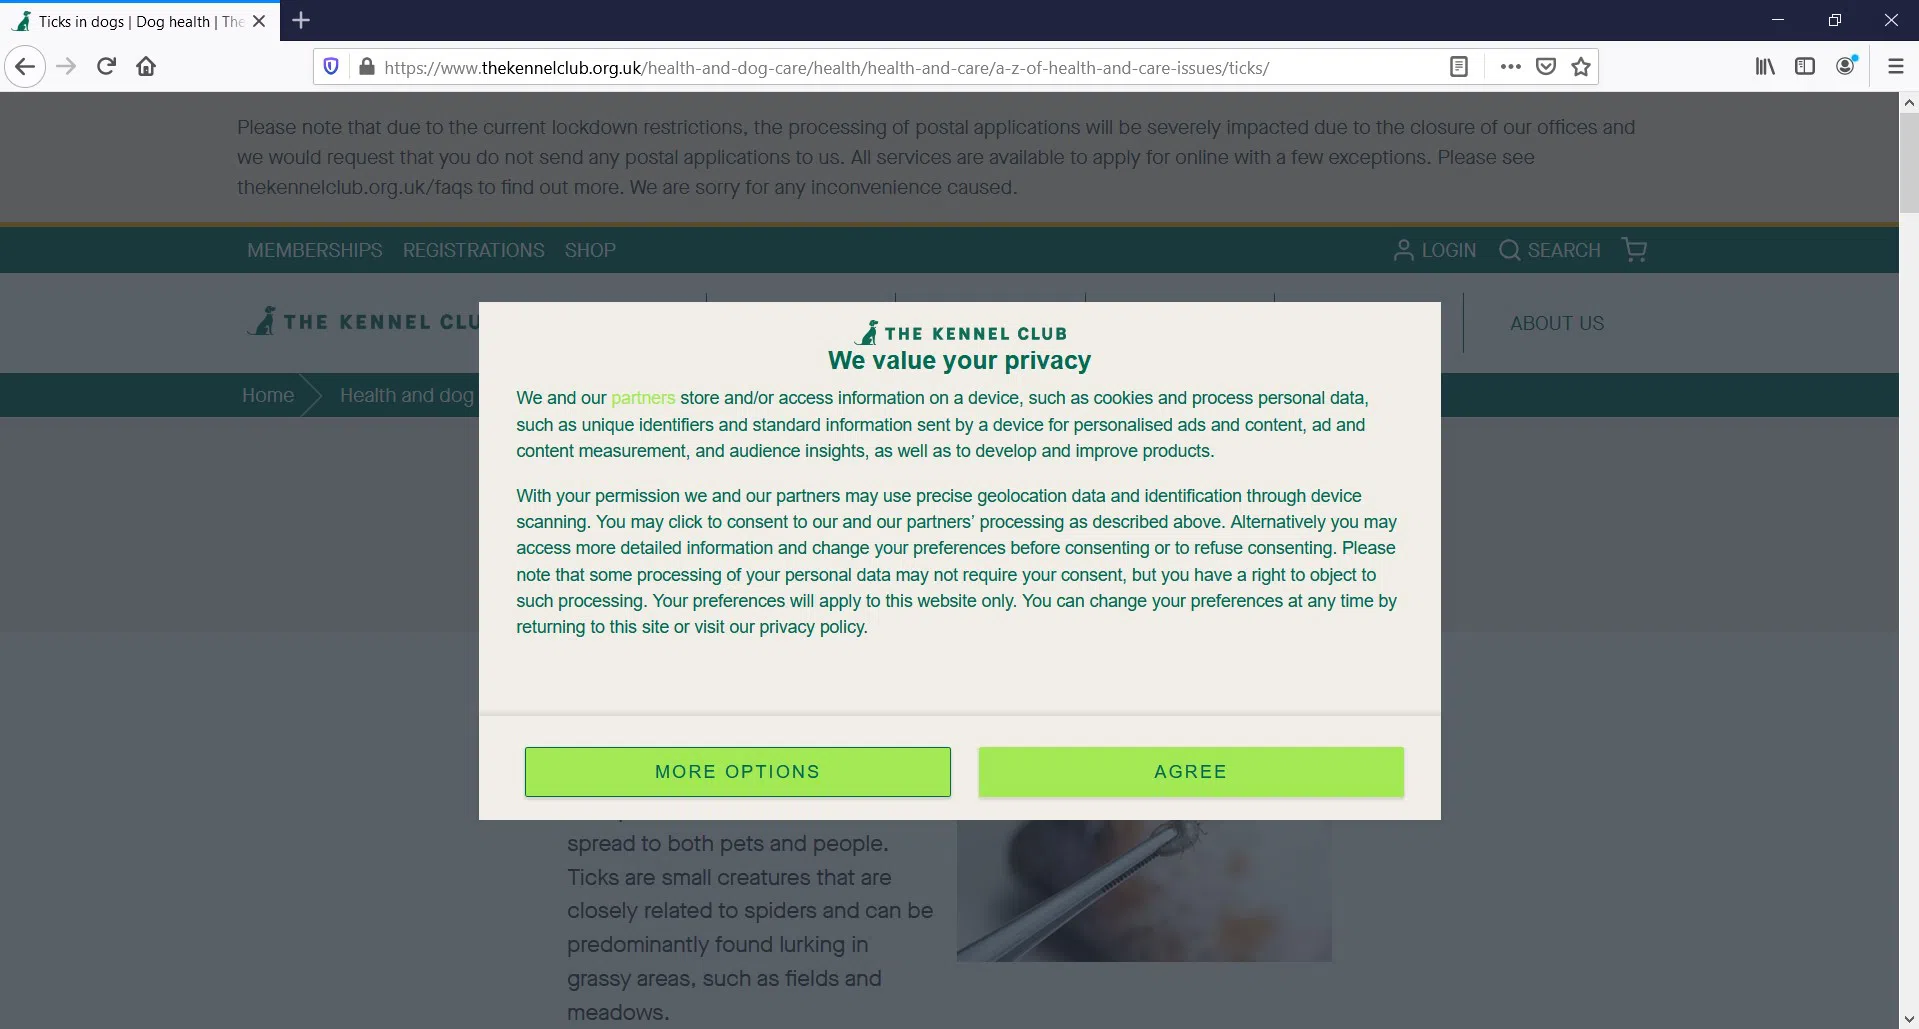 Ticks in dogs | Dog health | The
https://www.thekennelclub.org.uk/health-and-dog-care/health/health-and-care/a-z-of-health-and-care-issues/ticks/
Please note that due to the current lockdown restrictions, the processing of postal applications will be severely impacted due to the closure of our offices and
we would request that you do not send any postal applications to us. All services are available to apply for online with a few exceptions. Please see
thekennelclub.org.uk/faqs to find out more. We are sorry for any inconvenience caused.
MEMBERSHIPS REGISTRATIONS SHOP LOGIN SEARCH
THE KENNEL CLU
ABOUT US
Home Health and dog
THE KENNEL CLUB
We value your privacy
We and our partners store and/or access information on a device, such as cookies and process personal data,
such as unique identifiers and standard information sent by a device for personalised ads and content, ad and
content measurement, and audience insights, as well as to develop and improve products.
With your permission we and our partners may use precise geolocation data and identification through device
scanning. You may click to consent to our and our partners’ processing as described above. Alternatively you may
access more detailed information and change your preferences before consenting or to refuse consenting. Please
note that some processing of your personal data may not require your consent, but you have a right to object to
such processing. Your preferences will apply to this website only. You can change your preferences at any time by
returning to this site or visit our privacy policy.
MORE OPTIONS AGREE
spread to both pets and people.
Ticks are small creatures that are
closely related to spiders and can be
predominantly found lurking in
grassy areas, such as fields and
meadows.